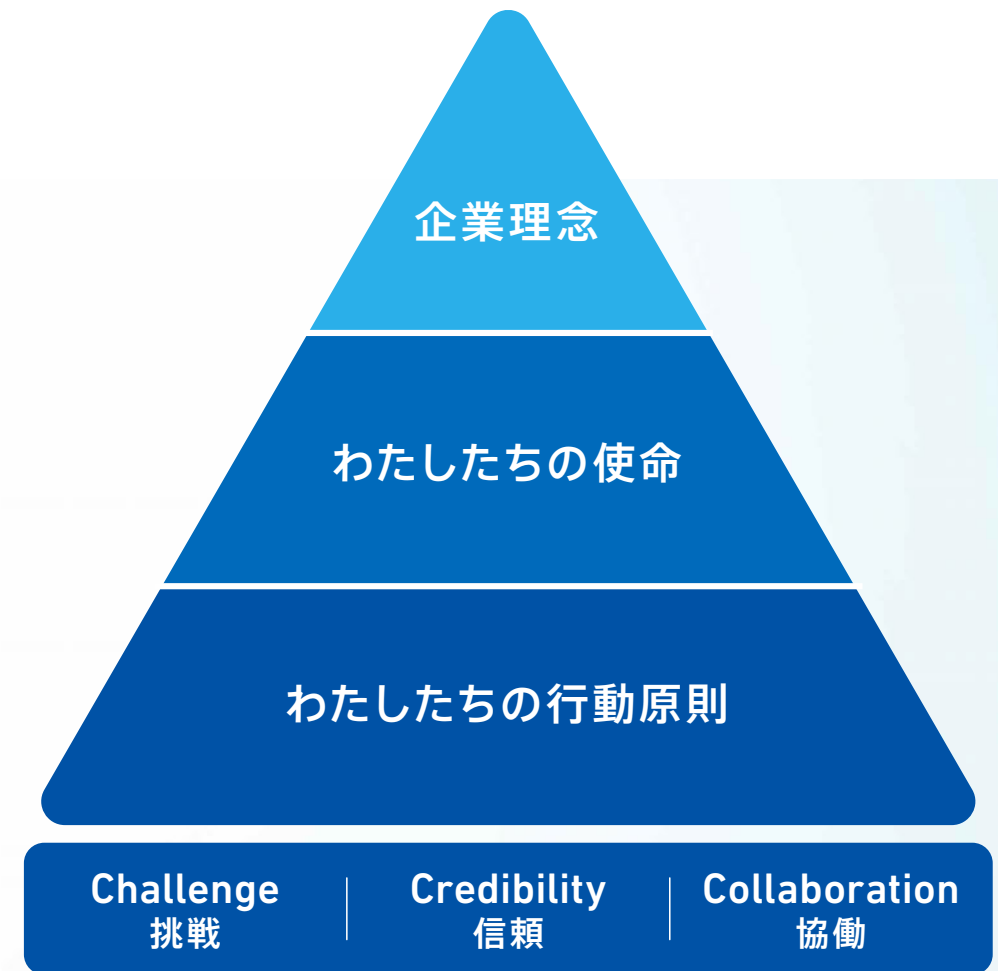 企業理念
わたしたちの使命
わたしたちの行動原則
Challenge
挑戦
Credibility
信頼
Collaboration
協働